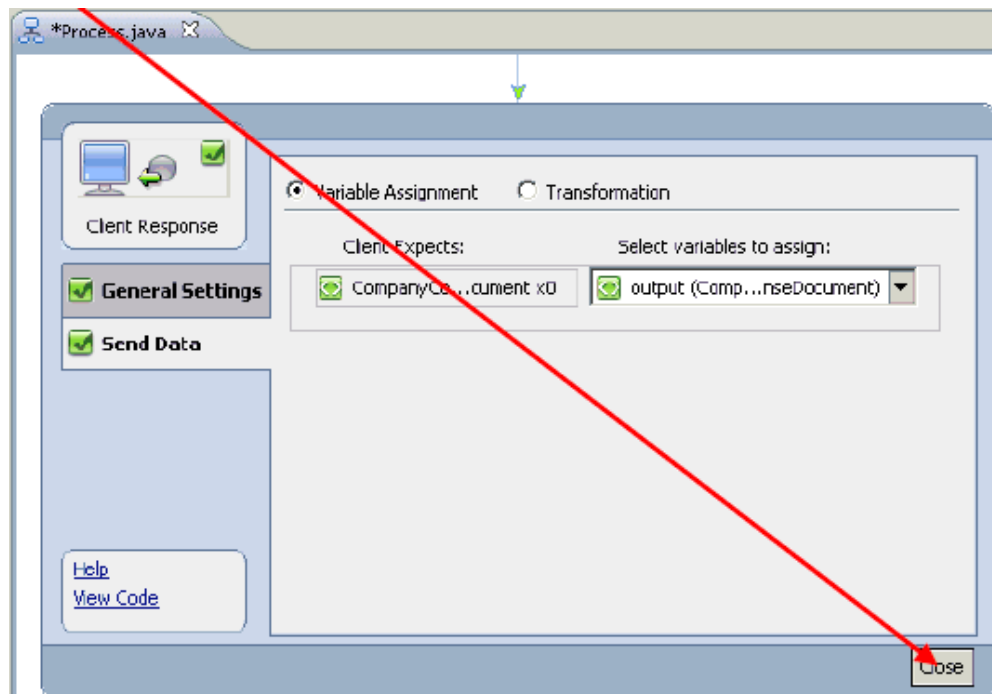 *Process.java
Client Response
Variable Assignment Transformation
Client Expects: Select variables to assign:
CompanyCo...cument x0 output (Comp...nseDocument)
General Settings
Send Data
Help
View Code
Close